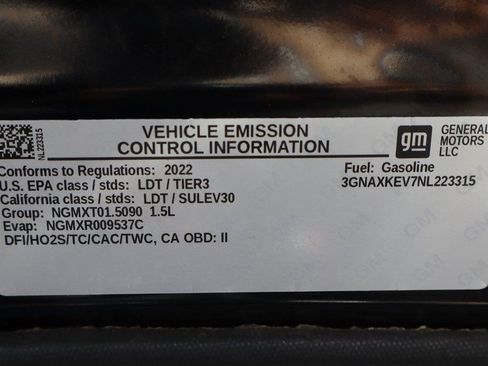 NL223315
VEHICLE EMISSION
CONTROL INFORMATION
gm
GENERAL
MOTORS
LLC
Conforms to Regulations: 2022
Fuel: Gasoline
U.S. EPA class / stds: LDT / TIER3
3GNAXKEV7NL223315
California class / stds: LDT / SULEV30
Group: NGMXT01.5090 1.5L
Evap: NGMXR009537C
DFI/HO2S/TC/CAC/TWC, CA OBD: II